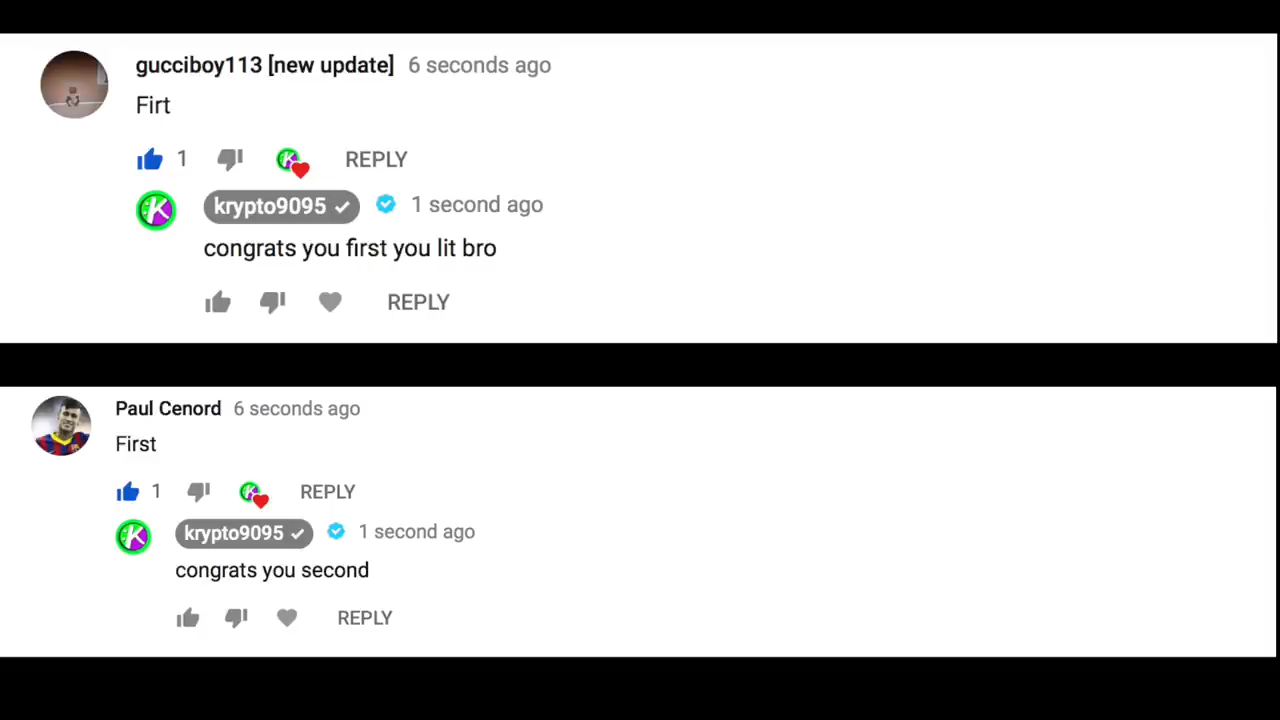 gucciboy113 [new update] 6 seconds ago
Firt
1 REPLY
K krypto9095 1 second ago
congrats you first you lit bro
REPLY
Paul Cenord 6 seconds ago
First
1 REPLY
K krypto9095 1 second ago
congrats you second
REPLY